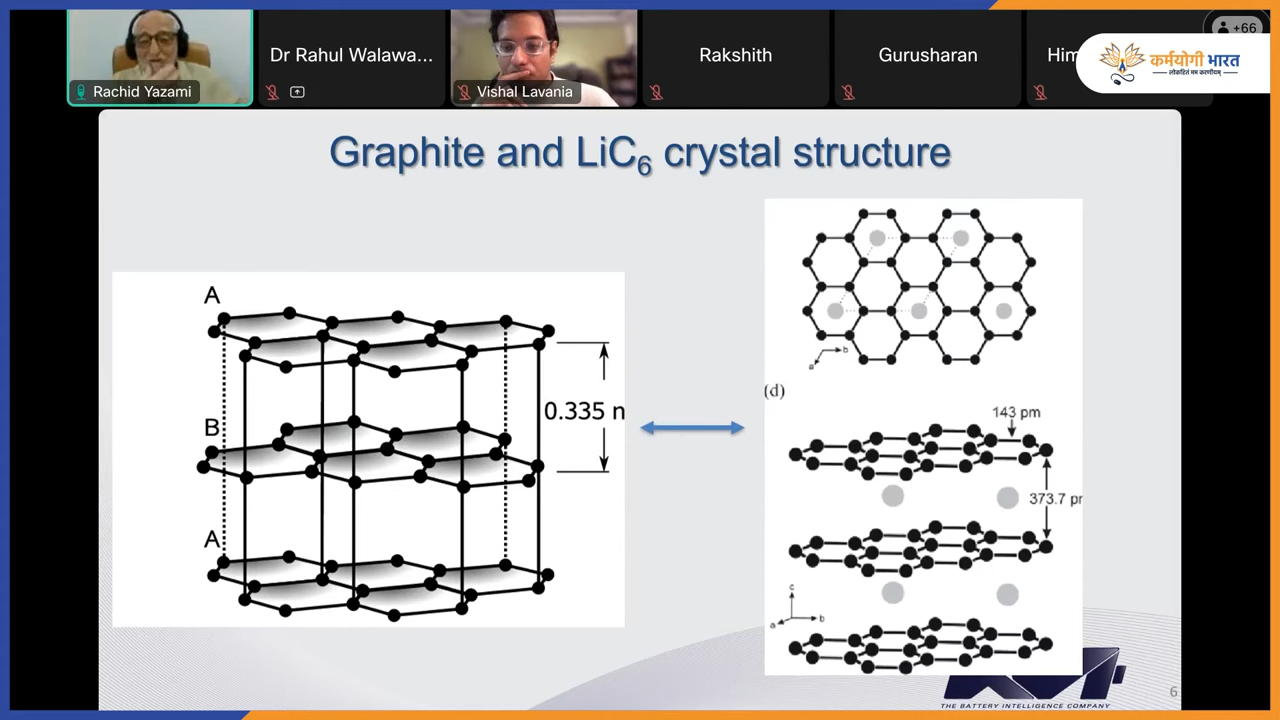 +66
Dr Rahul Walawa...
Rakshith
Gurusharan
Him
कर्मयोगी भारत
लोकहितं मम करणीयम्
Rachid Yazami
Vishal Lavania
Graphite and LiC₆ crystal structure
A
B
A
0.335 n
b
a
(d)
143 pm
373.7 pr
c
a
b
THE BATTERY INTELLIGENCE COMPANY
6